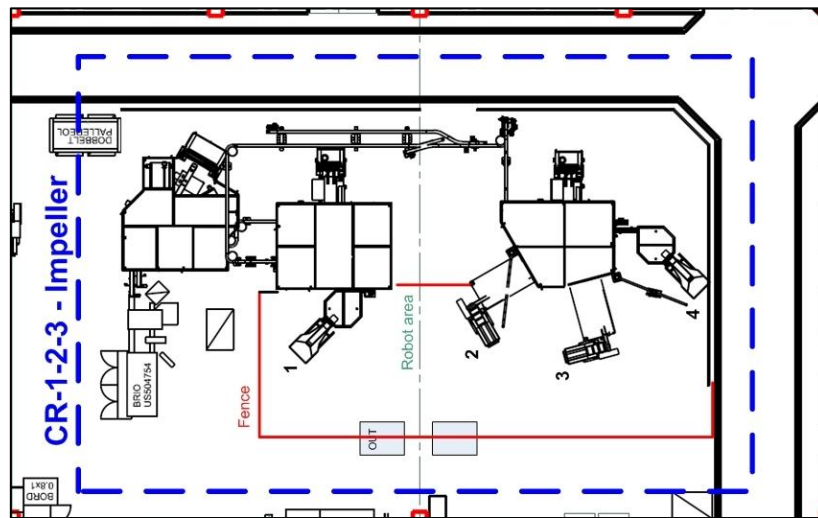 DOBBELT
PALLEREOL
CR-1-2-3 - Impeller
BRIO
US504754
1
Fence
OUT
Robot area
2
3
4
BORD
0.8x1